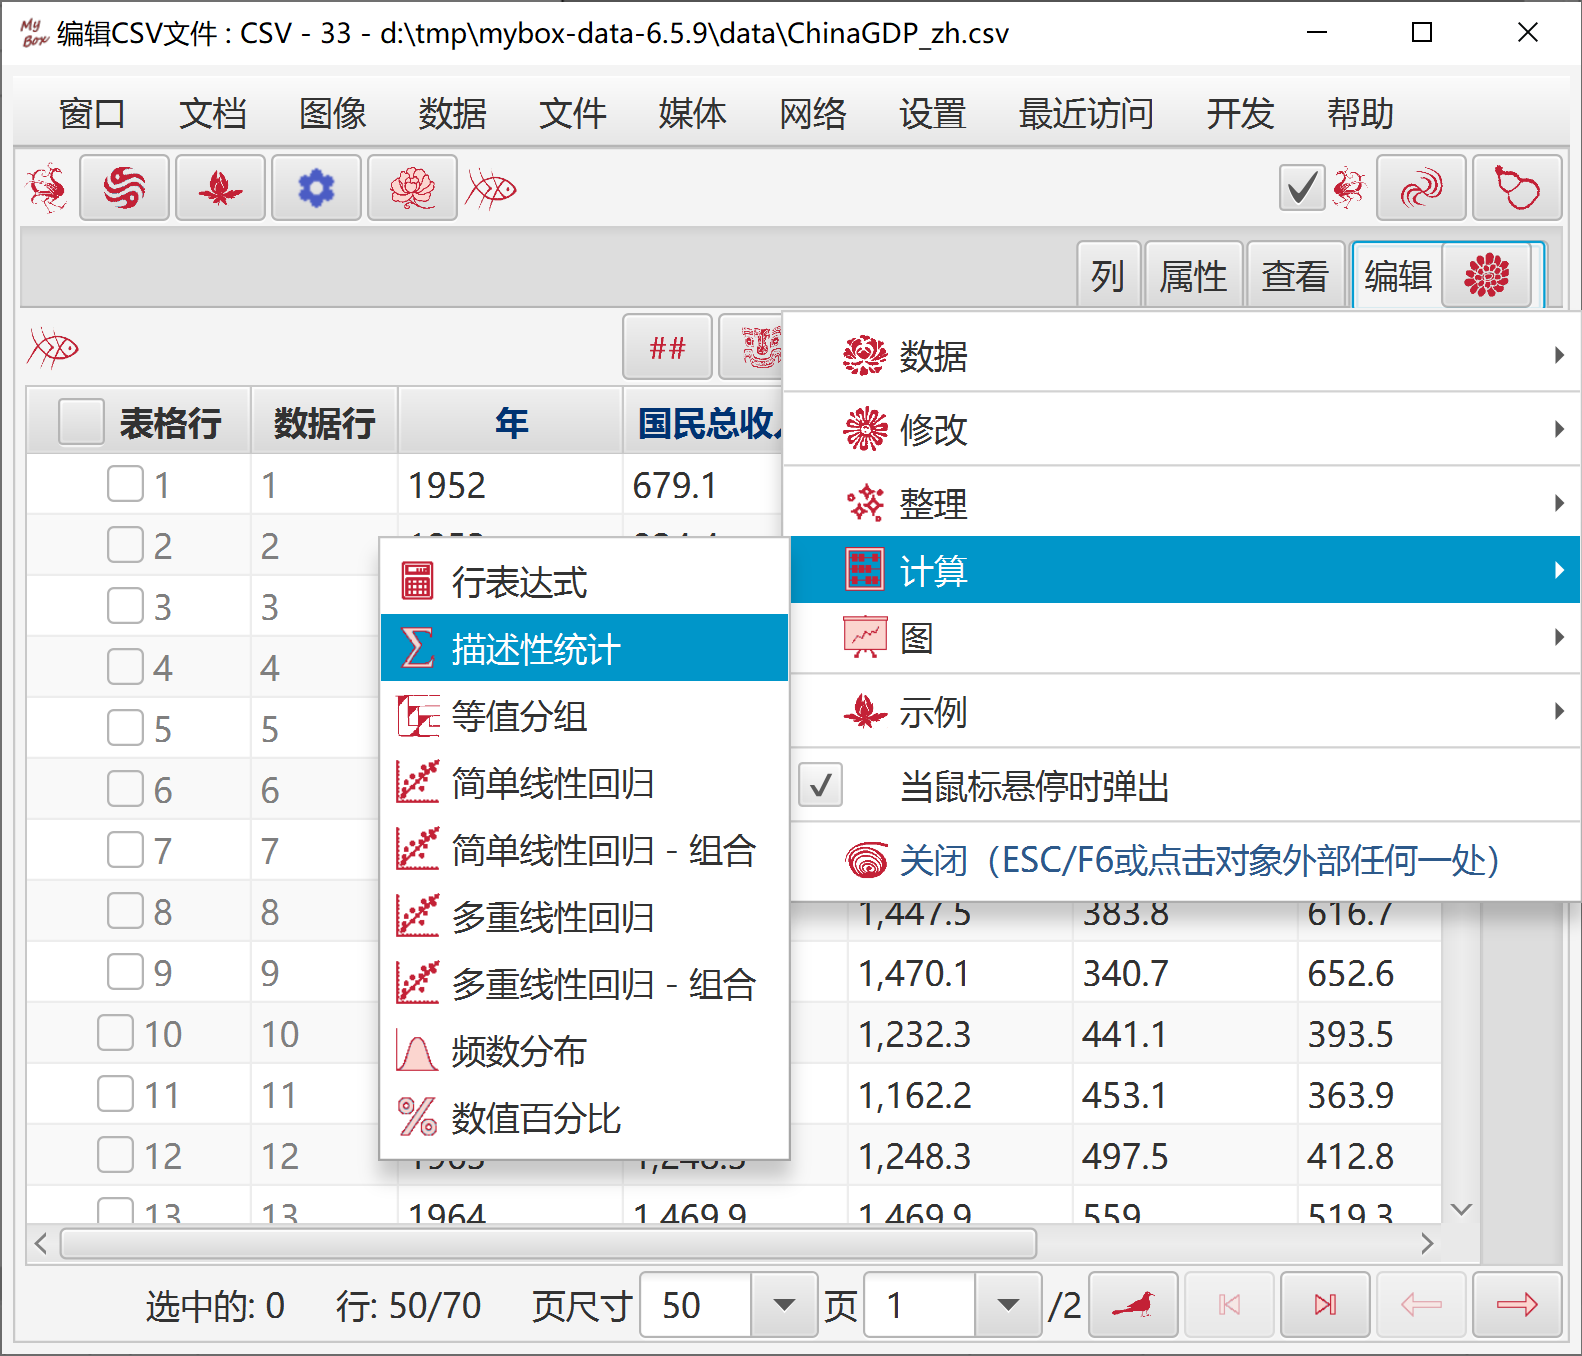 My Box 编辑CSV文件 : CSV - 33 - d:\tmp\mybox-data-6.5.9\data\ChinaGDP_zh.csv
窗口 文档 图像 数据 文件 媒体 网络 设置 最近访问 开发 帮助
列 属性 查看 编辑
##
表格行 数据行 年 国民总收
1 1 1952 679.1
2 2
3 3
4 4
5 5
6 6
7 7
8 8 1,447.5 383.8 616.7
9 9 1,470.1 340.7 652.6
10 10 1,232.3 441.1 393.5
11 11 1,162.2 453.1 363.9
12 12 1,248.3 497.5 412.8
13 13 1964 1,469.9 1,469.9 559 519.3
数据
修改
整理
计算
图
示例
当鼠标悬停时弹出
关闭（ESC/F6或点击对象外部任何一处）
行表达式
描述性统计
等值分组
简单线性回归
简单线性回归 - 组合
多重线性回归
多重线性回归 - 组合
频数分布
数值百分比
选中的: 0 行: 50/70 页尺寸 50 页 1 /2